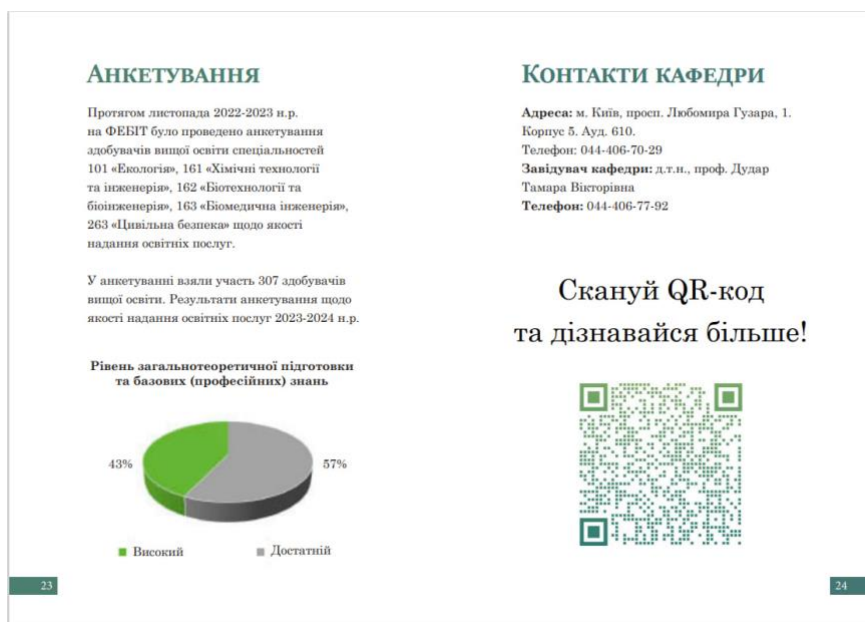 АНКЕТУВАННЯ
Протягом листопада 2022-2023 н.р.
на ФЕБІТ було проведено анкетування
здобувачів вищої освіти спеціальностей
101 «Екологія», 161 «Хімічні технології
та інженерія», 162 «Біотехнології та
біоінженерія», 163 «Біомедична інженерія»,
263 «Цивільна безпека» щодо якості
надання освітніх послуг.
У анкетуванні взяли участь 307 здобувачів
вищої освіти. Результати анкетування щодо
якості надання освітніх послуг 2023-2024 н.р.
Рівень загальнотеоретичної підготовки
та базових (професійних) знань
43%
57%
Високий
Достатній
23
КОНТАКТИ КАФЕДРИ
Адреса: м. Київ, просп. Любомира Гузара, 1.
Корпус 5. Ауд. 610.
Телефон: 044-406-70-29
Завідувач кафедри: д.т.н., проф. Дудар
Тамара Вікторівна
Телефон: 044-406-77-92
Скануй QR-код
та дізнавайся більше!
24